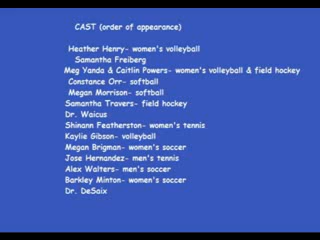 CAST (order of appearance)
Heather Henry- women's volleyball
Samantha Freiberg
Meg Yanda & Caitlin Powers- women's volleyball & field hockey
Constance Orr- softball
Megan Morrison- softball
Samantha Travers- field hockey
Dr. Waicus
Shinann Featherston- women's tennis
Kaylie Gibson- volleyball
Megan Brigman- women's soccer
Jose Hernandez- men's tennis
Alex Walters- men's soccer
Barkley Minton- women's soccer
Dr. DeSaix